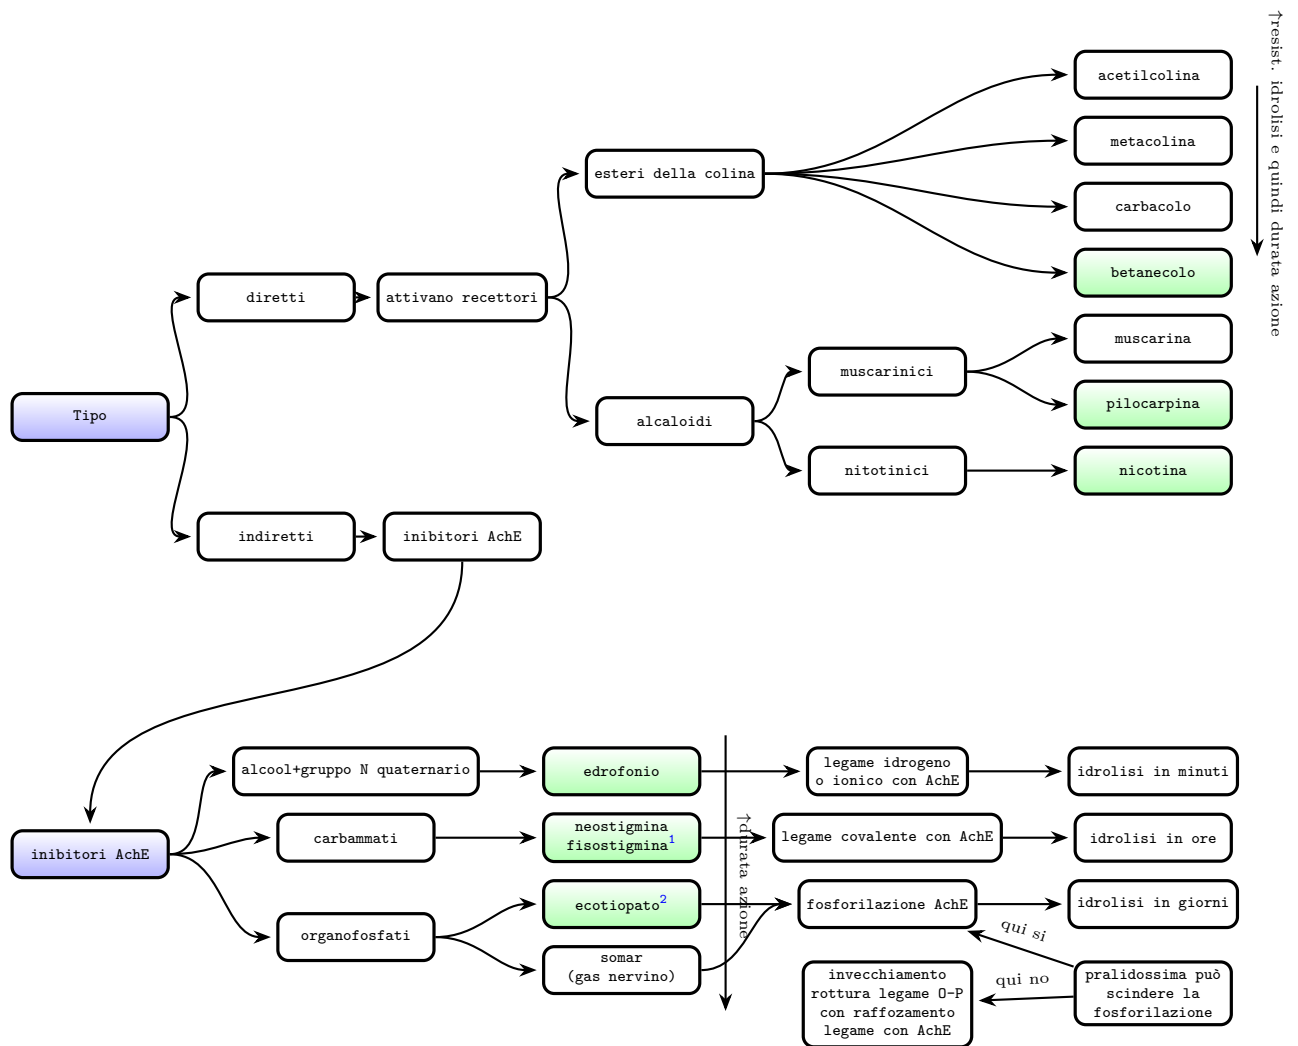 ↑resist. idrolisi e quindi durata azione
acetilcolina
metacolina
esteri della colina
carbacolo
betanecolo
diretti
attivano recettori
muscarina
muscarinici
pilocarpina
Tipo
alcaloidi
nitotinici
nicotina
indiretti
inibitori AchE
alcool+gruppo N quaternario
edrofonio
legame idrogeno
o ionico con AchE
idrolisi in minuti
↑durata azione
carbammati
neostigmina
fisostigmina1
legame covalente con AchE
idrolisi in ore
inibitori AchE
ecotiopato2
fosforilazione AchE
idrolisi in giorni
organofosfati
qui si
somar
(gas nervino)
invecchiamento
rottura legame O-P
con raffozamento
legame con AchE
qui no
pralidossima può
scindere la
fosforilazione